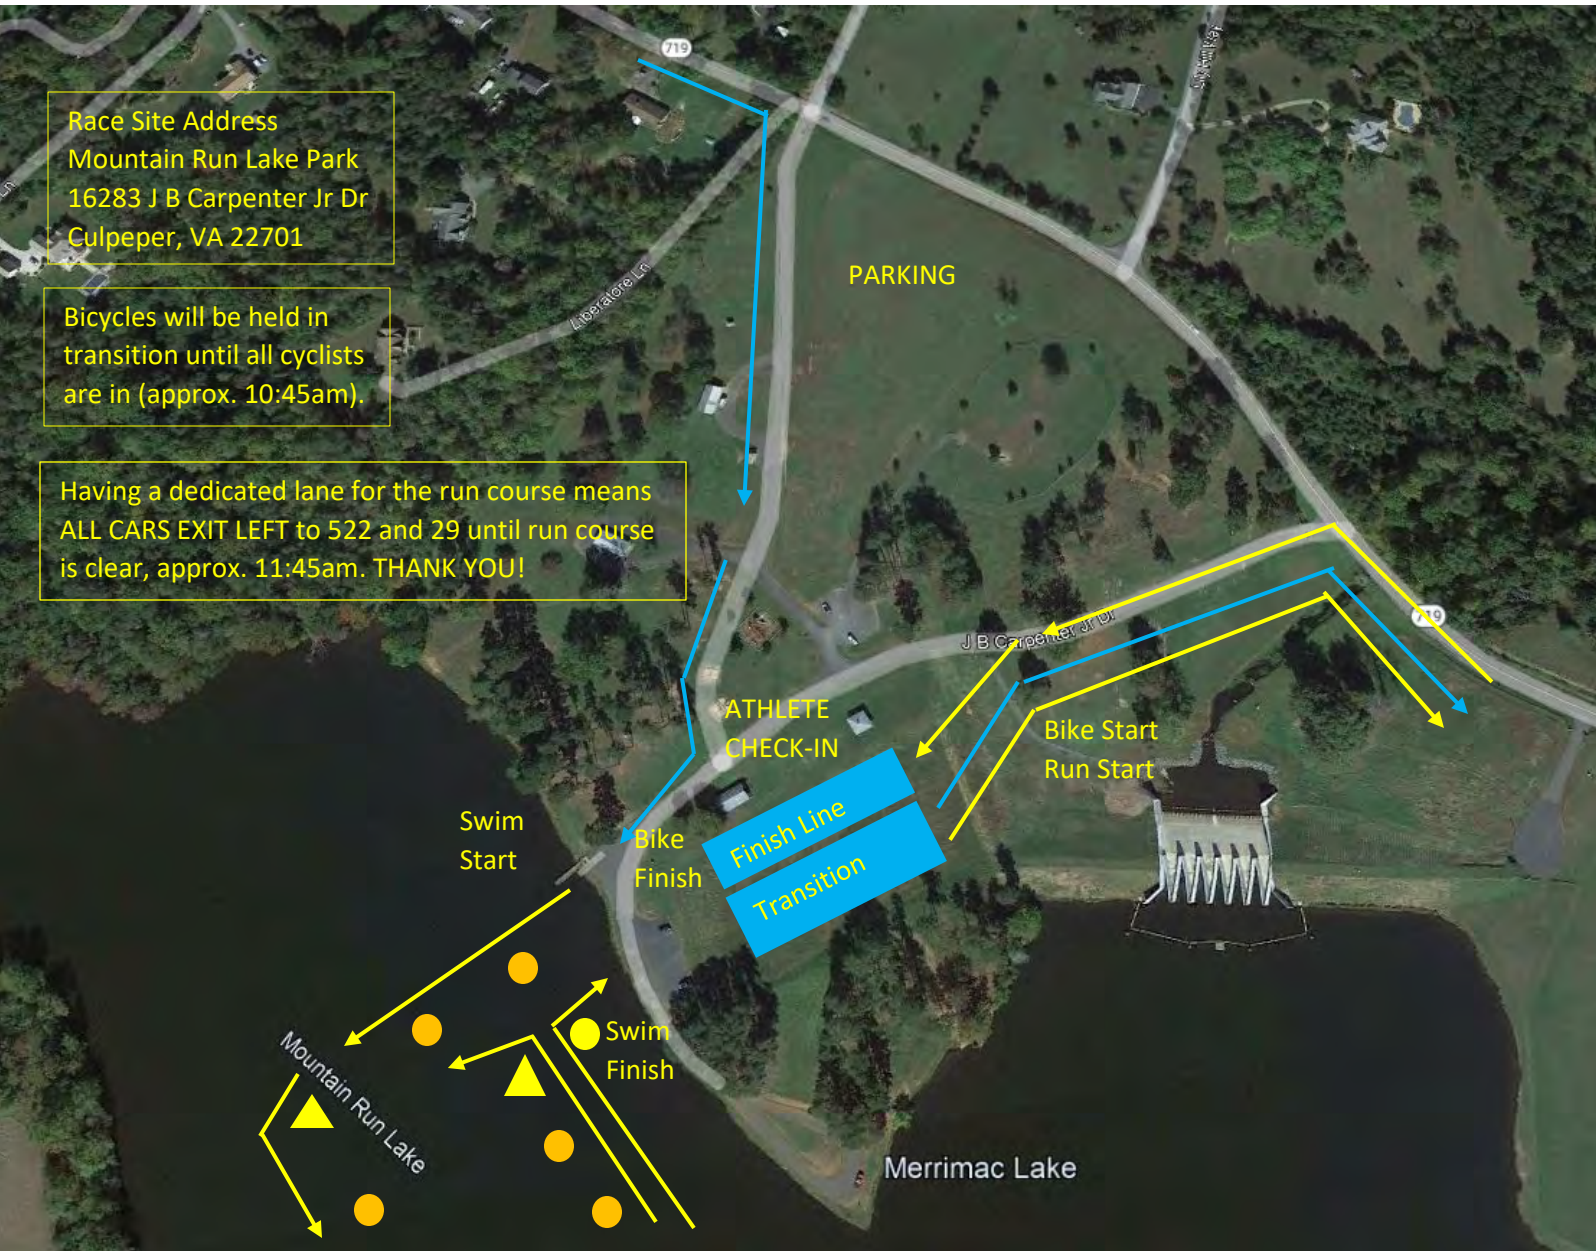 719
Race Site Address
Mountain Run Lake Park
16283 J B Carpenter Jr Dr
Culpeper, VA 22701
Ln
PARKING
Liberatore Ln
Bicycles will be held in
transition until all cyclists
are in (approx. 10:45am).
Having a dedicated lane for the run course means
ALL CARS EXIT LEFT to 522 and 29 until run course
is clear, approx. 11:45am. THANK YOU!
719
J B Carpenter Jr Dr
ATHLETE
CHECK-IN
Bike Start
Run Start
Swim
Start
Bike
Finish
Finish Line
Transition
Swim
Finish
Mountain Run Lake
Merrimac Lake